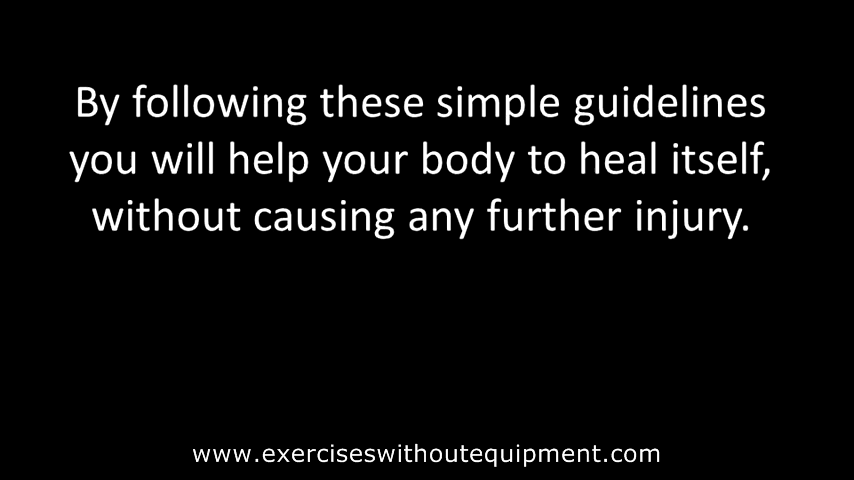 By following these simple guidelines
you will help your body to heal itself,
without causing any further injury.
www.exerciseswithoutequipment.com